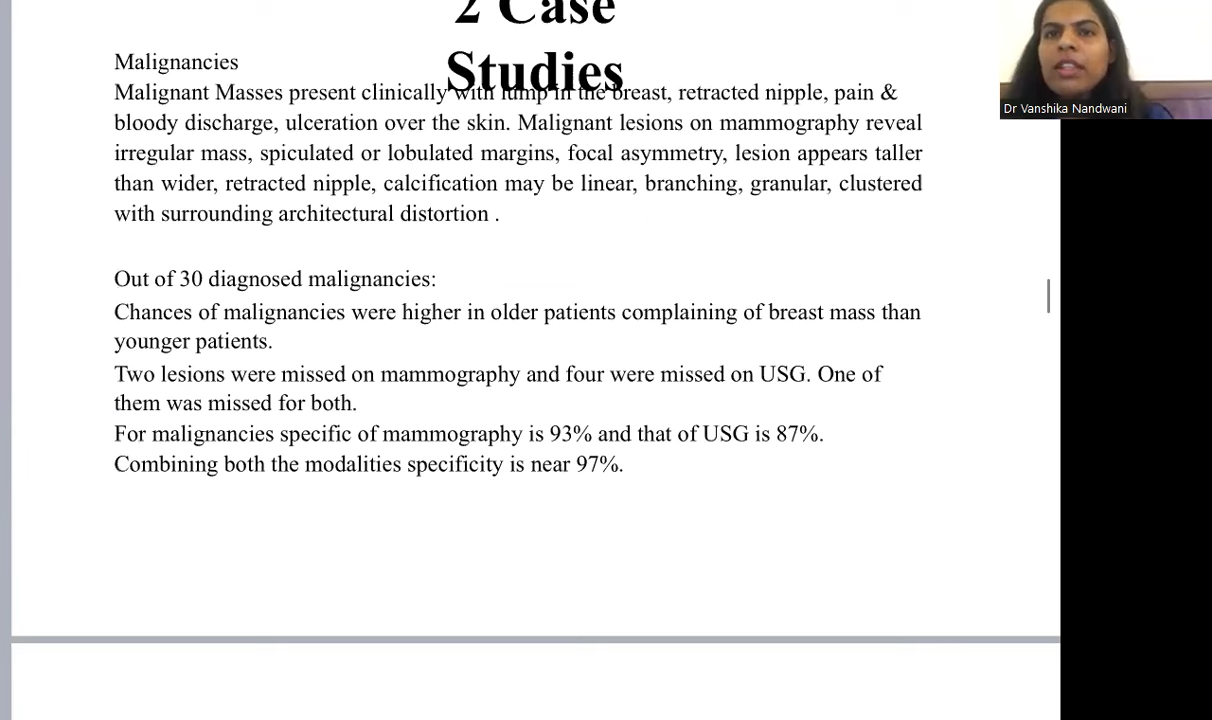 2 Case
Studies
Malignancies
Malignant Masses present clinically with lump in the breast, retracted nipple, pain &
bloody discharge, ulceration over the skin. Malignant lesions on mammography reveal
irregular mass, spiculated or lobulated margins, focal asymmetry, lesion appears taller
than wider, retracted nipple, calcification may be linear, branching, granular, clustered
with surrounding architectural distortion .
Out of 30 diagnosed malignancies:
Chances of malignancies were higher in older patients complaining of breast mass than
younger patients.
Two lesions were missed on mammography and four were missed on USG. One of
them was missed for both.
For malignancies specific of mammography is 93% and that of USG is 87%.
Combining both the modalities specificity is near 97%.
Dr Vanshika Nandwani